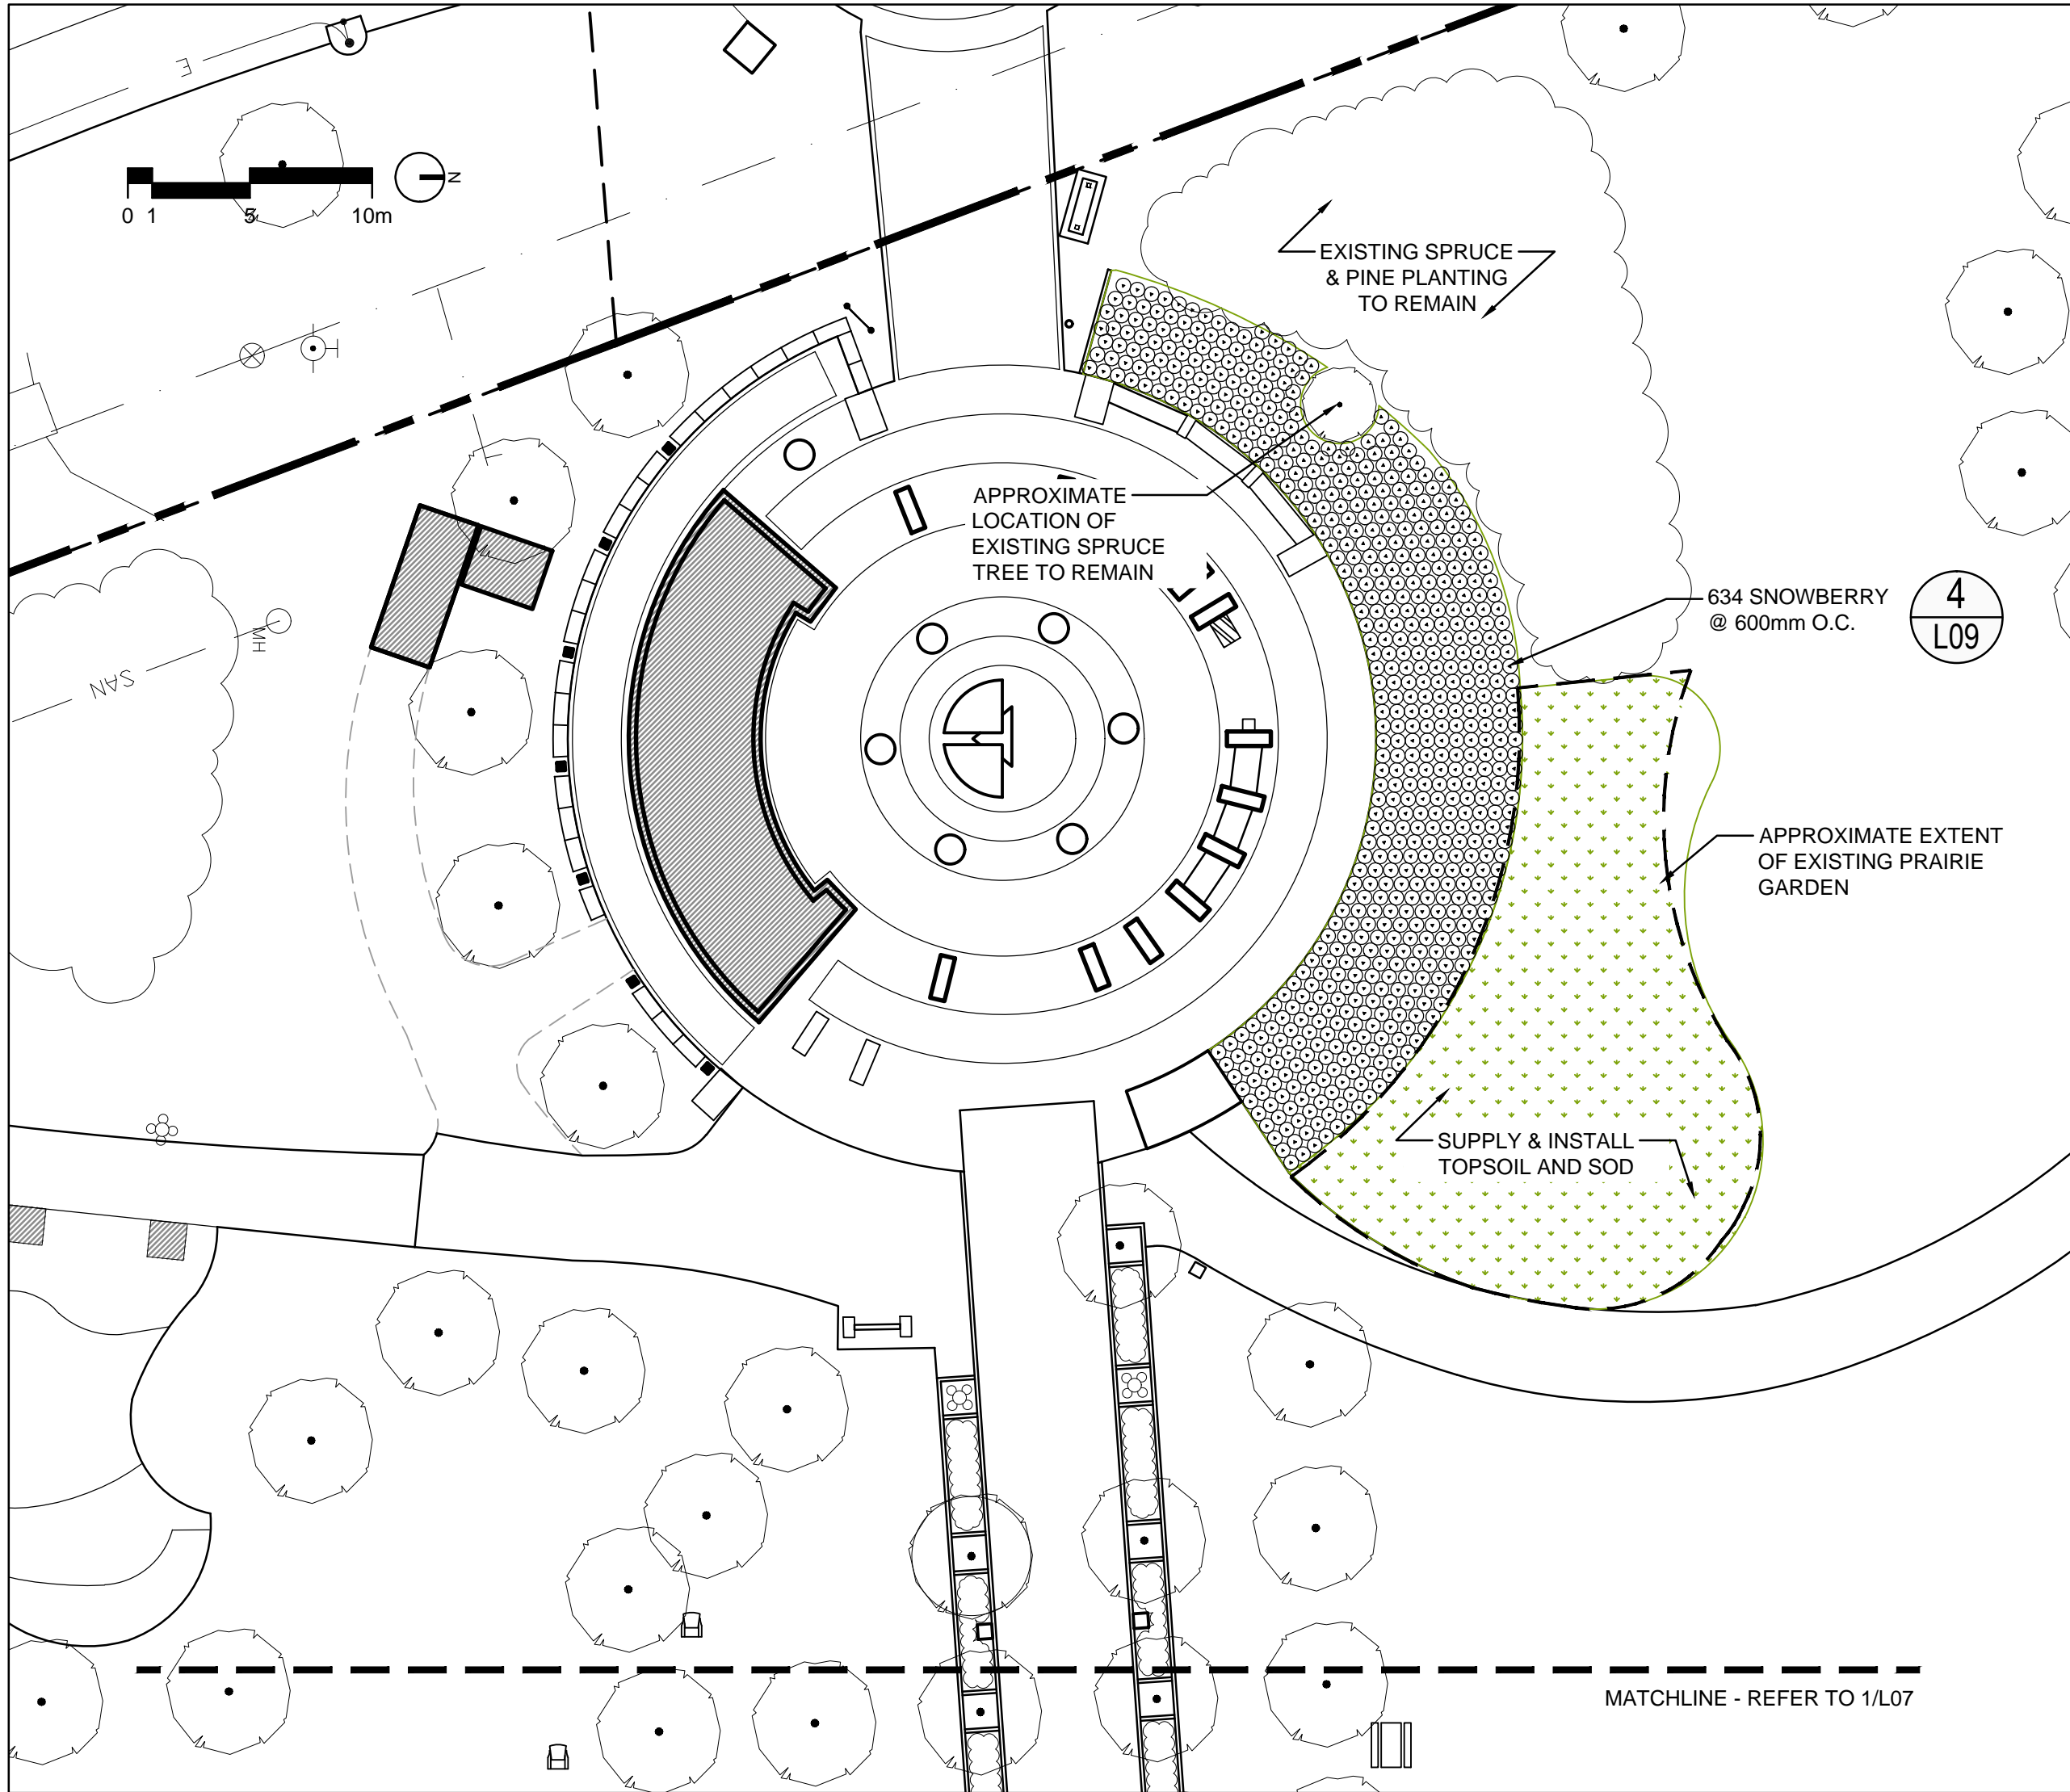 E
0 1 5 10m
N
EXISTING SPRUCE
& PINE PLANTING
TO REMAIN
APPROXIMATE
LOCATION OF
EXISTING SPRUCE
TREE TO REMAIN
634 SNOWBERRY
@ 600mm O.C.
4
L09
MH
SAN
APPROXIMATE EXTENT
OF EXISTING PRAIRIE
GARDEN
SUPPLY & INSTALL
TOPSOIL AND SOD
MATCHLINE - REFER TO 1/L07